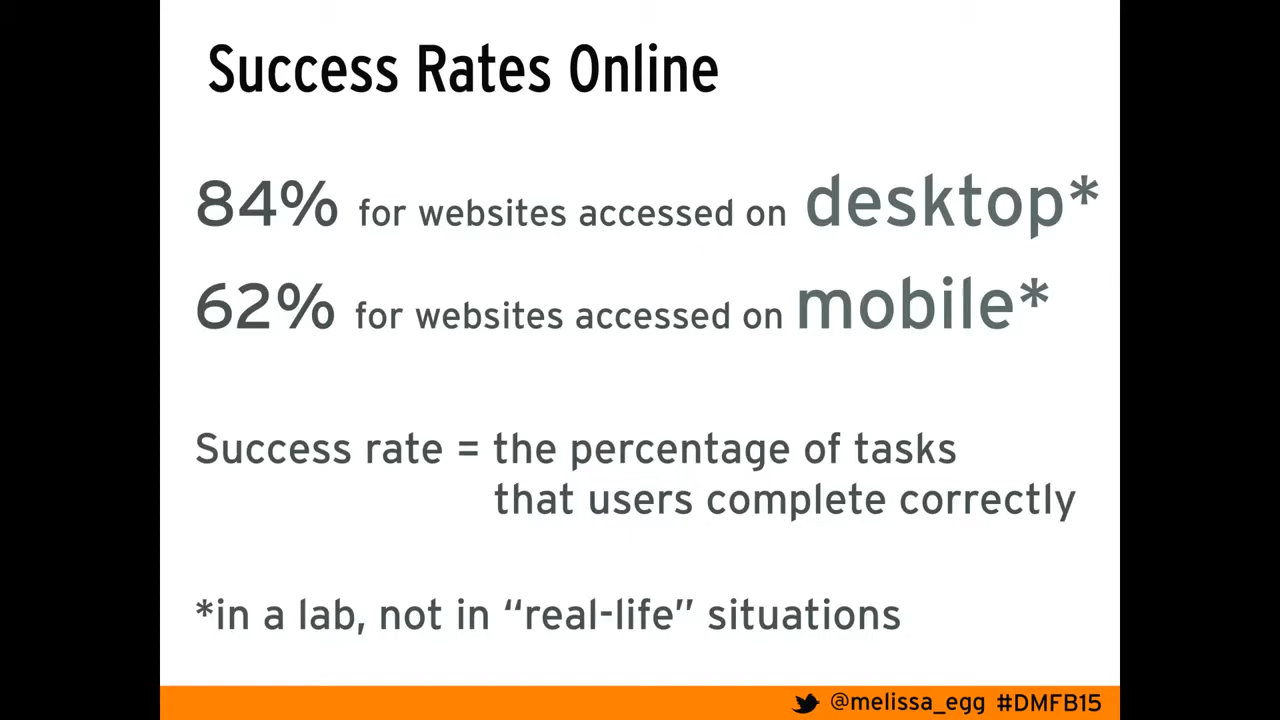 Success Rates Online
84% for websites accessed on desktop*
62% for websites accessed on mobile*
Success rate = the percentage of tasks
that users complete correctly
*in a lab, not in “real-life” situations
@melissa_egg #DMFB15